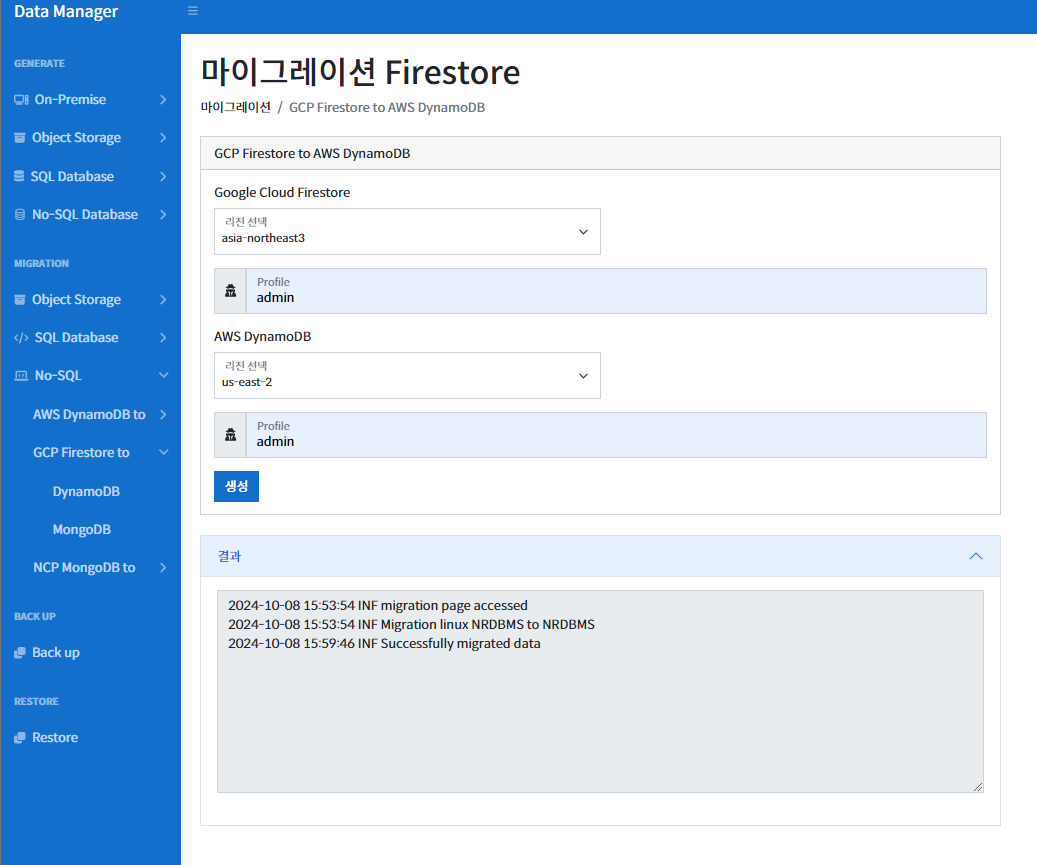 Data Manager
GENERATE
On-Premise
Object Storage
SQL Database
No-SQL Database
MIGRATION
Object Storage
SQL Database
No-SQL
AWS DynamoDB to
GCP Firestore to
DynamoDB
MongoDB
NCP MongoDB to
BACK UP
Back up
RESTORE
Restore
마이그레이션 Firestore
마이그레이션 / GCP Firestore to AWS DynamoDB
GCP Firestore to AWS DynamoDB
Google Cloud Firestore
리전 선택
asia-northeast3
Profile
admin
AWS DynamoDB
리전 선택
us-east-2
Profile
admin
생성
결과
2024-10-08 15:53:54 INF migration page accessed
2024-10-08 15:53:54 INF Migration linux NRDBMS to NRDBMS
2024-10-08 15:59:46 INF Successfully migrated data